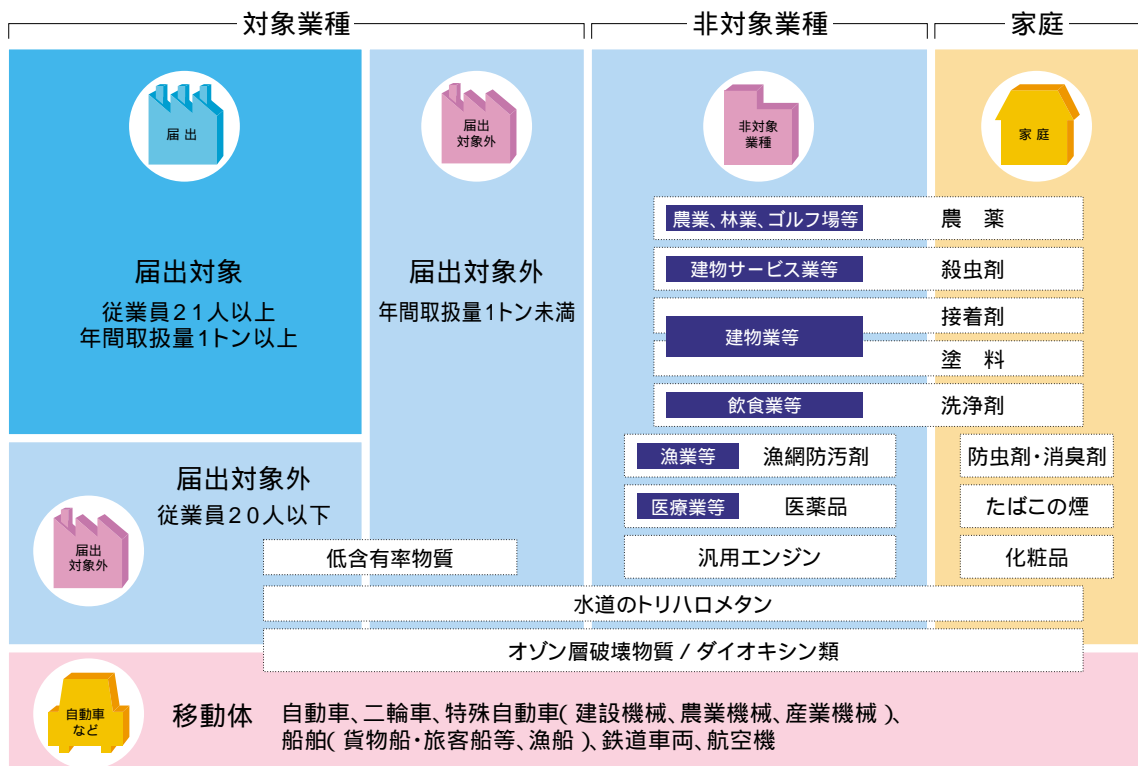 対象業種
非対象業種
家庭
届出
届出
対象外
非対象
業種
家庭
届出対象
従業員21人以上
年間取扱量1トン以上
届出対象外
年間取扱量1トン未満
農業、林業、ゴルフ場等 農 薬
建物サービス業等 殺虫剤
接着剤
建物業等
塗 料
飲食業等 洗浄剤
漁業等 漁網防汚剤
防虫剤・消臭剤
医療業等 医薬品
たばこの煙
汎用エンジン
化粧品
届出対象外
従業員20人以下
届出
対象外
低含有率物質
水道のトリハロメタン
オゾン層破壊物質 / ダイオキシン類
自動車
など
移動体
自動車、二輪車、特殊自動車( 建設機械、農業機械、産業機械 )、
船舶( 貨物船・旅客船等、漁船 )、鉄道車両、航空機